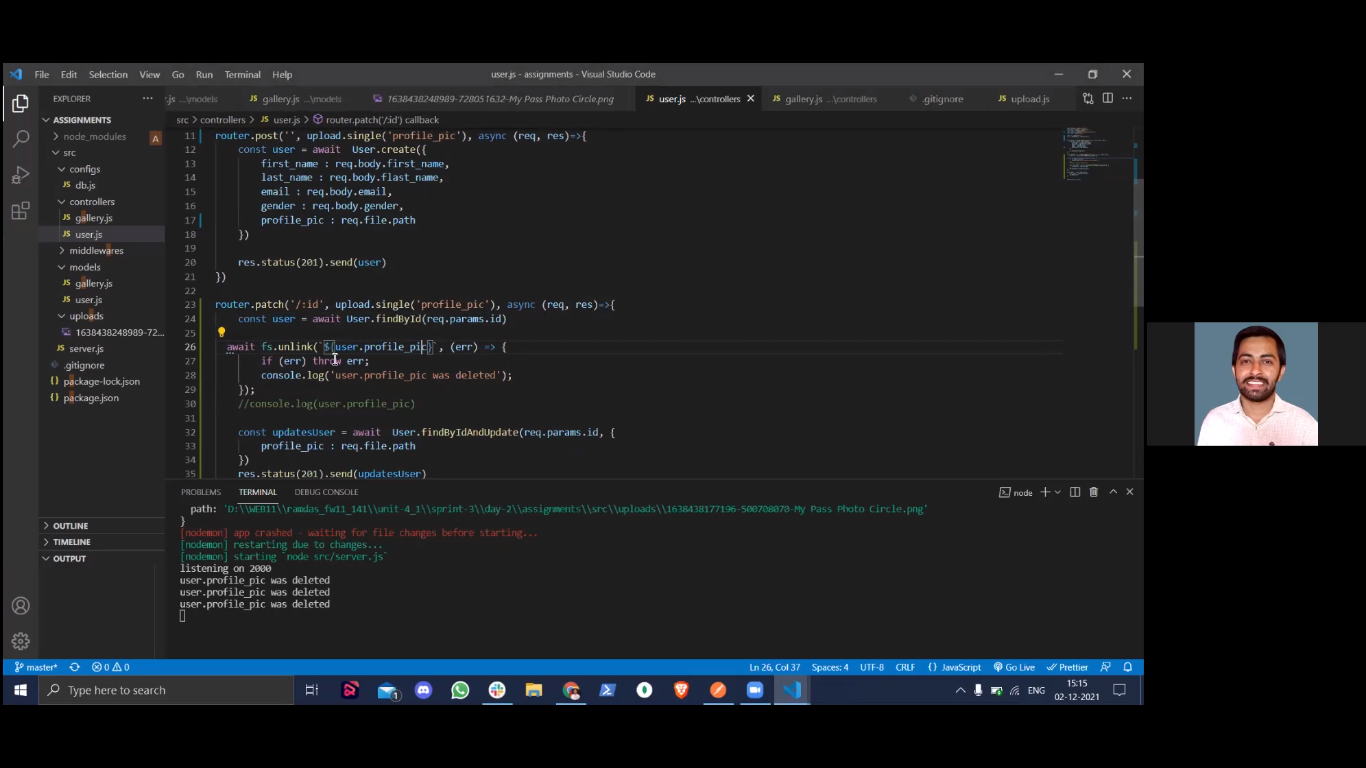 File Edit Selection View Go Run Terminal Help
user.js - assignments - Visual Studio Code
EXPLORER
r.js ...\models
gallery.js ...\models
1638438248989-728051632-My Pass Photo Circle.png
user.js ...\controllers
gallery.js ...\controllers
.gitignore
upload.js
src > controllers > JS user.js > router.patch('/:id') callback
ASSIGNMENTS
node_modules
A
src
configs
JS db.js
controllers
JS gallery.js
JS user.js
middlewares
models
JS gallery.js
JS user.js
uploads
1638438248989-72...
JS server.js
.gitignore
package-lock.json
package.json
OUTLINE
TIMELINE
OUTPUT
11 router.post('', upload.single('profile_pic'), async (req, res)=>{
12 const user = await User.create({
13 first_name : req.body.first_name,
14 last_name : req.body.flast_name,
15 email : req.body.email,
16 gender : req.body.gender,
17 profile_pic : req.file.path
18 })
19
20 res.status(201).send(user)
21 })
22
23 router.patch('/:id', upload.single('profile_pic'), async (req, res)=>{
24 const user = await User.findById(req.params.id)
25
26 await fs.unlink(`${user.profile_pic}`, (err) => {
27 if (err) throw err;
28 console.log('user.profile_pic was deleted');
29 });
30 //console.log(user.profile_pic)
31
32 const updatesUser = await User.findByIdAndUpdate(req.params.id, {
33 profile_pic : req.file.path
34 })
35 res.status(201).send(updatesUser)
PROBLEMS TERMINAL DEBUG CONSOLE
node
path: 'D:\\WEB11\\ramdas_fw11_141\\unit-4_1\\sprint-3\\day-2\\assignments\\src\\uploads\\1638438177196-500708070-My Pass Photo Circle.png'
}
[nodemon] app crashed - waiting for file changes before starting...
[nodemon] restarting due to changes...
[nodemon] starting `node src/server.js`
listening on 2000
user.profile_pic was deleted
user.profile_pic was deleted
user.profile_pic was deleted
master* 0 0
Ln 26, Col 37 Spaces: 4 UTF-8 CRLF {} JavaScript Go Live Prettier
Type here to search
1
ENG
15:15
02-12-2021